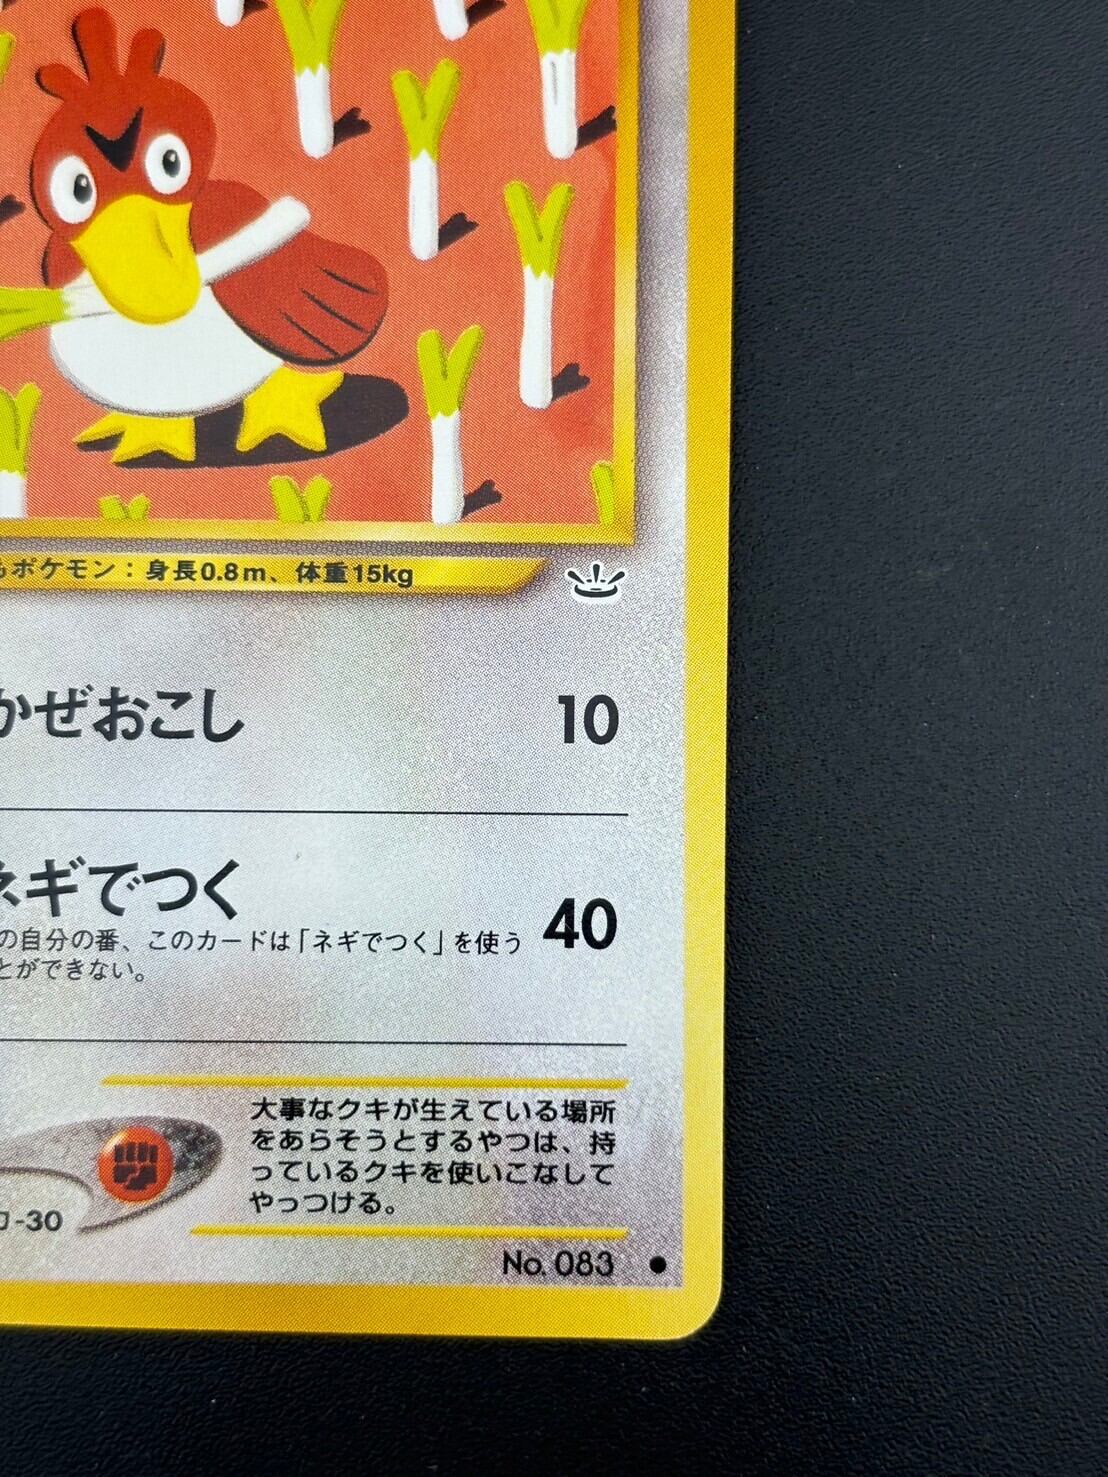 ポケモン：身長0.8m、体重15kg
かぜおこし 10
ネギでつく 40
の自分の番、このカードは「ネギでつく」を使う
とができない。
大事なクキが生えている場所
をあらそうとするやつは、持
っているクキを使いこなして
やっつける。
-30
No. 083 ●